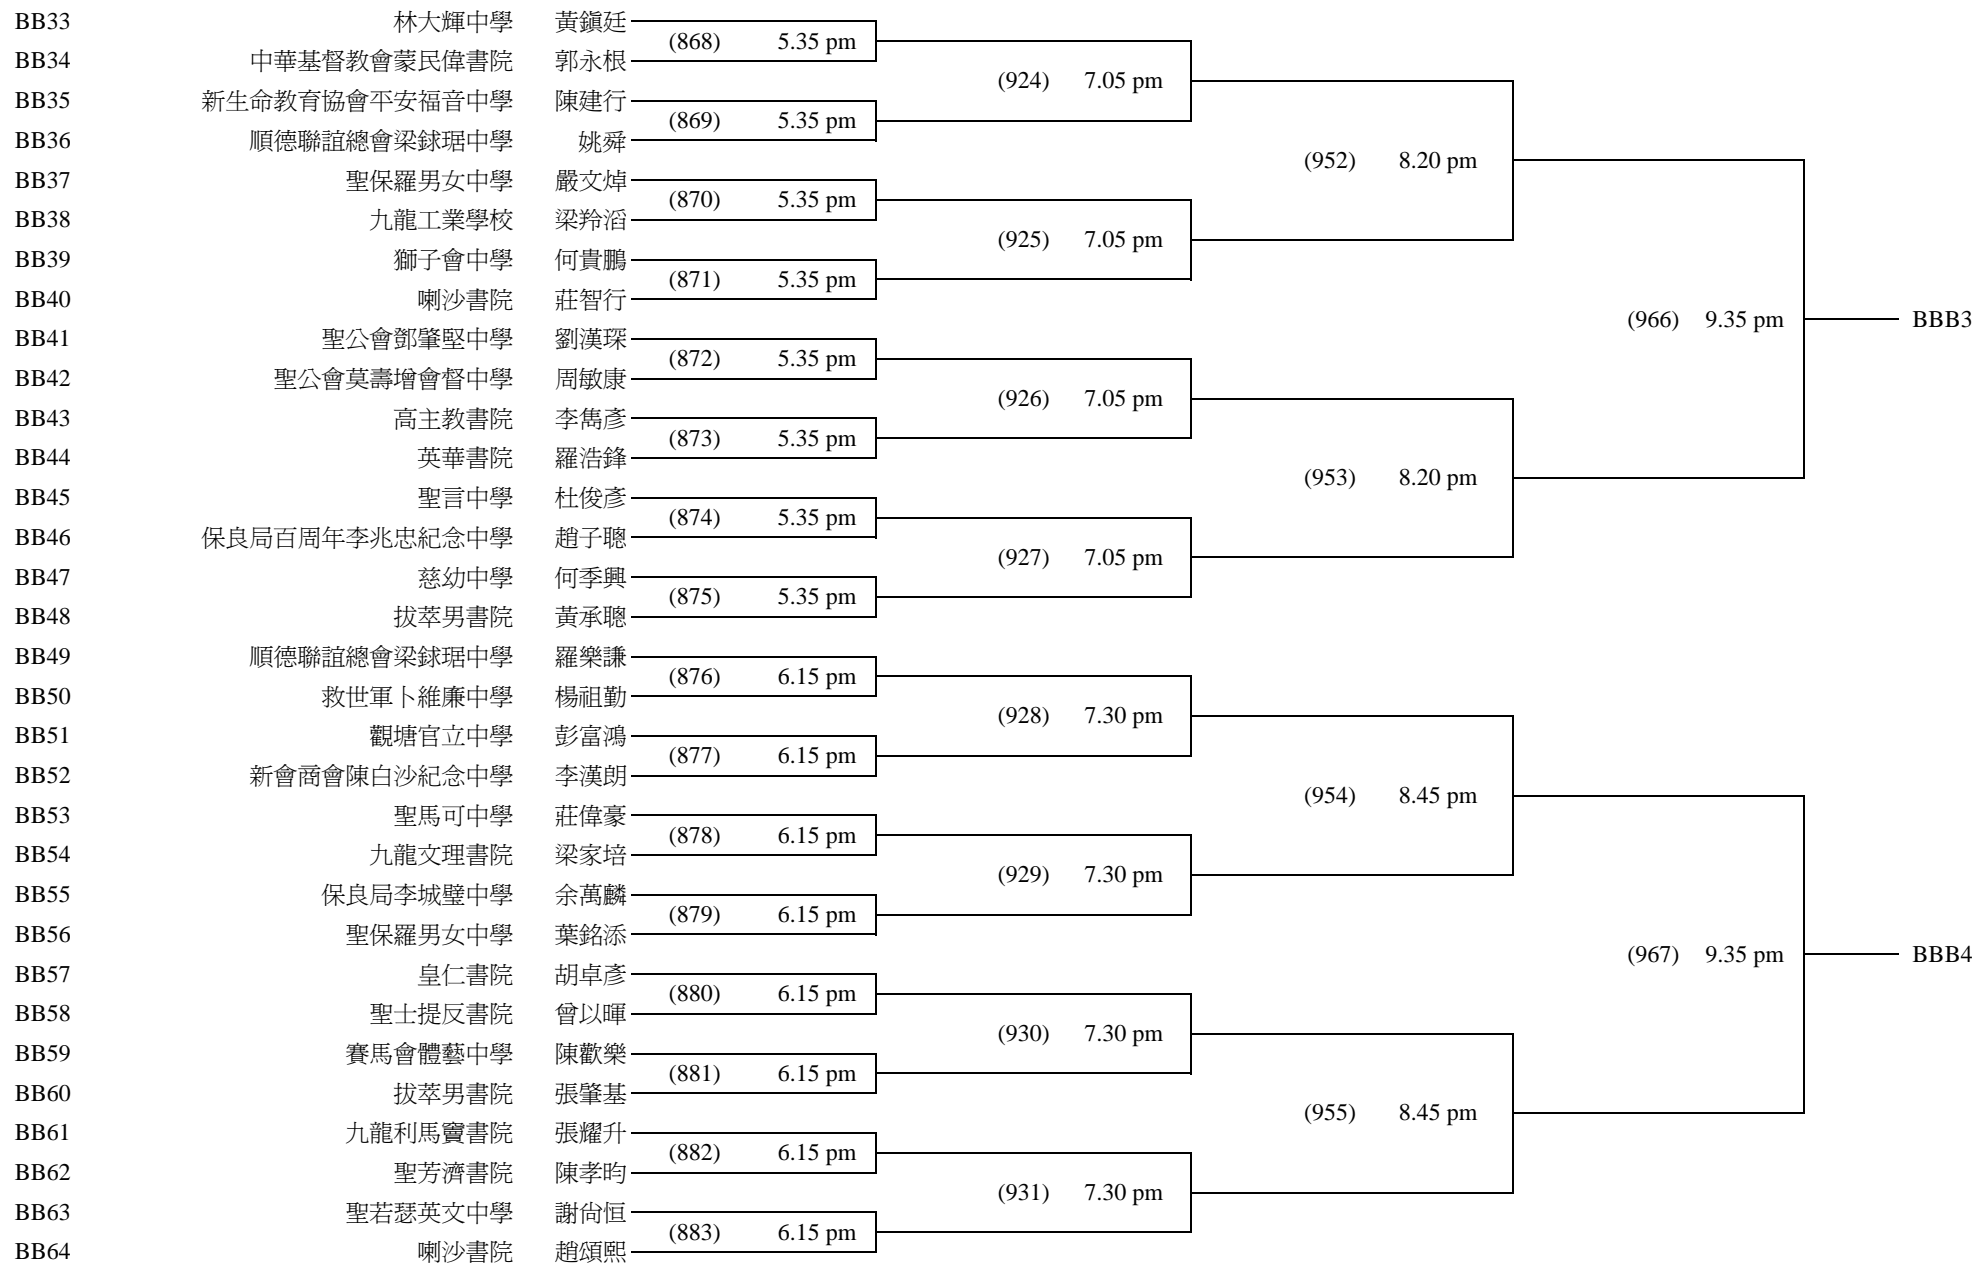 BB33 林大輝中學 黃鎭廷
(868) 5.35 pm
BB34 中華基督教會蒙民偉書院 郭永根
(924) 7.05 pm
BB35 新生命教育協會平安福音中學 陳建行
(869) 5.35 pm
BB36 順德聯誼總會梁銶琚中學 姚舜
(952) 8.20 pm
BB37 聖保羅男女中學 嚴文焯
(870) 5.35 pm
BB38 九龍工業學校 梁羚滔
(925) 7.05 pm
BB39 獅子會中學 何貴鵬
(871) 5.35 pm
BB40 喇沙書院 莊智行
(966) 9.35 pm BBB3
BB41 聖公會鄧肇堅中學 劉漢琛
(872) 5.35 pm
BB42 聖公會莫壽增會督中學 周敏康
(926) 7.05 pm
BB43 高主教書院 李雋彥
(873) 5.35 pm
BB44 英華書院 羅浩鋒
(953) 8.20 pm
BB45 聖言中學 杜俊彥
(874) 5.35 pm
BB46 保良局百周年李兆忠紀念中學 趙子聰
(927) 7.05 pm
BB47 慈幼中學 何季興
(875) 5.35 pm
BB48 拔萃男書院 黃承聰
BB49 順德聯誼總會梁銶琚中學 羅樂謙
(876) 6.15 pm
BB50 救世軍卜維廉中學 楊祖勤
(928) 7.30 pm
BB51 觀塘官立中學 彭富鴻
(877) 6.15 pm
BB52 新會商會陳白沙紀念中學 李漢朗
(954) 8.45 pm
BB53 聖馬可中學 莊偉豪
(878) 6.15 pm
BB54 九龍文理書院 梁家培
(929) 7.30 pm
BB55 保良局李城璧中學 余萬麟
(879) 6.15 pm
BB56 聖保羅男女中學 葉銘添
(967) 9.35 pm BBB4
BB57 皇仁書院 胡卓彥
(880) 6.15 pm
BB58 聖士提反書院 曾以暉
(930) 7.30 pm
BB59 賽馬會體藝中學 陳歡樂
(881) 6.15 pm
BB60 拔萃男書院 張肇基
(955) 8.45 pm
BB61 九龍利馬竇書院 張耀升
(882) 6.15 pm
BB62 聖芳濟書院 陳孝昀
(931) 7.30 pm
BB63 聖若瑟英文中學 謝尙恒
(883) 6.15 pm
BB64 喇沙書院 趙頌熙